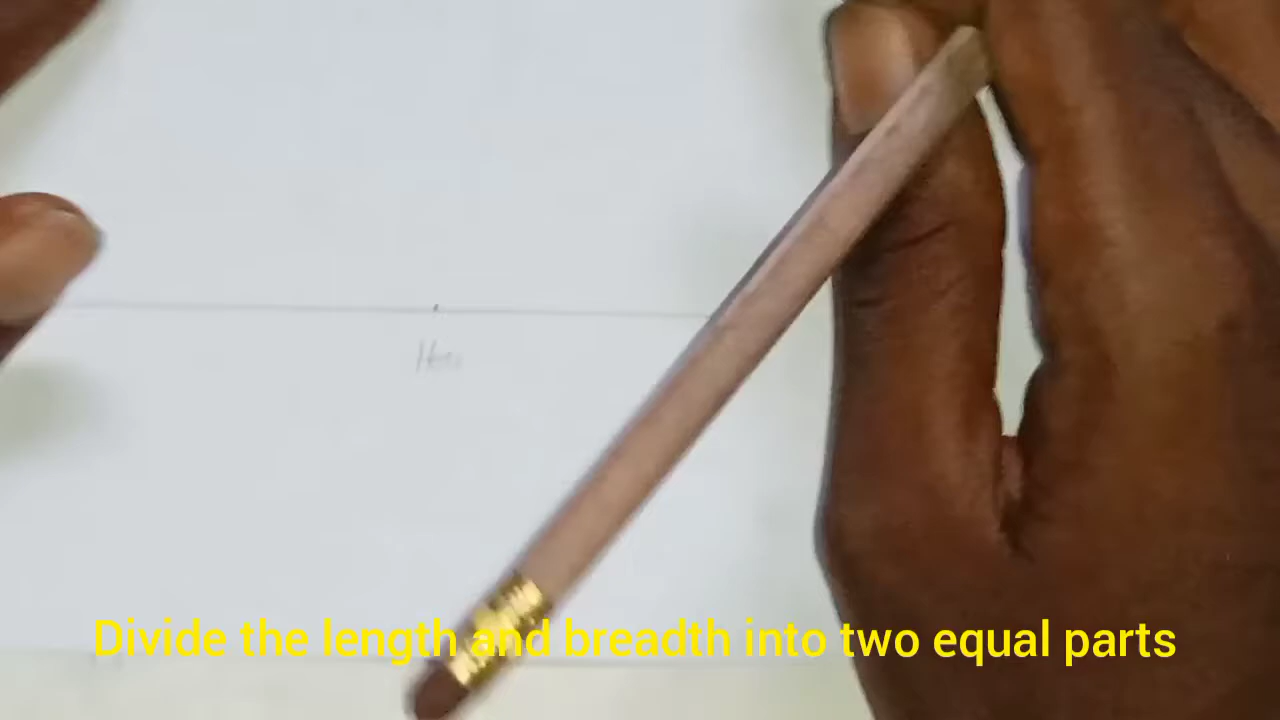 Divide the length and breadth into two equal parts